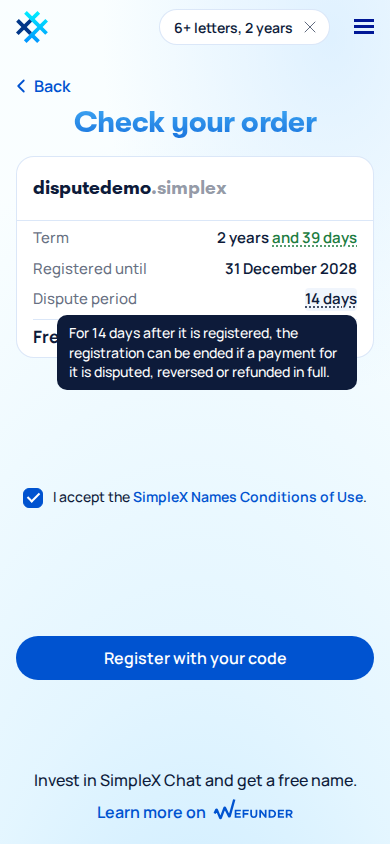 6+ letters, 2 years
Back
Check your order
disputedemo.simplex
Term 2 years and 39 days
Registered until 31 December 2028
Dispute period 14 days
Fre
For 14 days after it is registered, the
registration can be ended if a payment for
it is disputed, reversed or refunded in full.
I accept the SimpleX Names Conditions of Use.
Register with your code
Invest in SimpleX Chat and get a free name.
Learn more on WEFUNDER